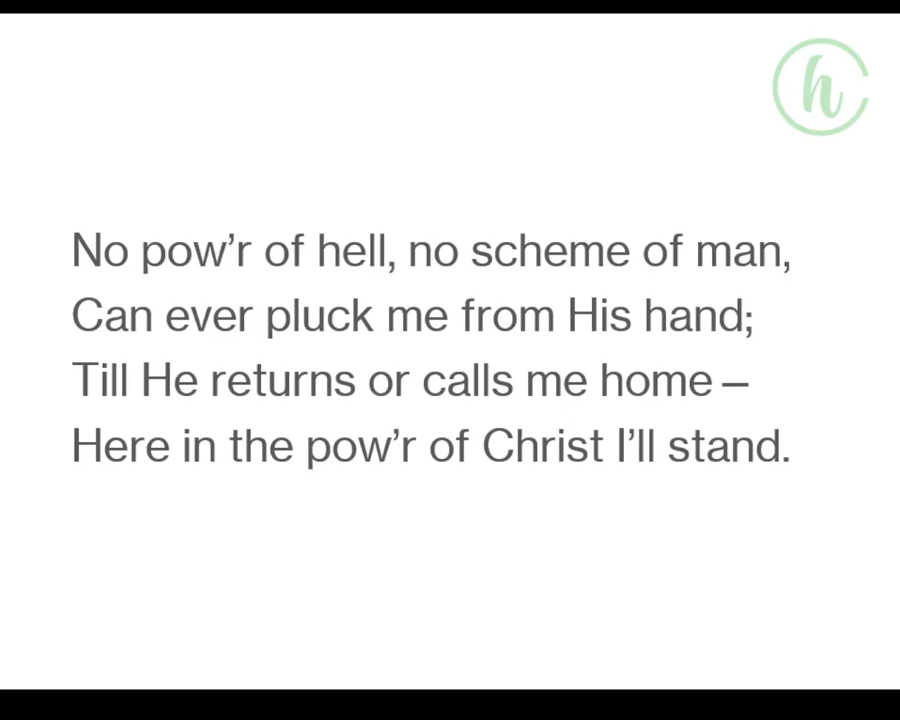 h
No pow’r of hell, no scheme of man,
Can ever pluck me from His hand;
Till He returns or calls me home —
Here in the pow’r of Christ I’ll stand.